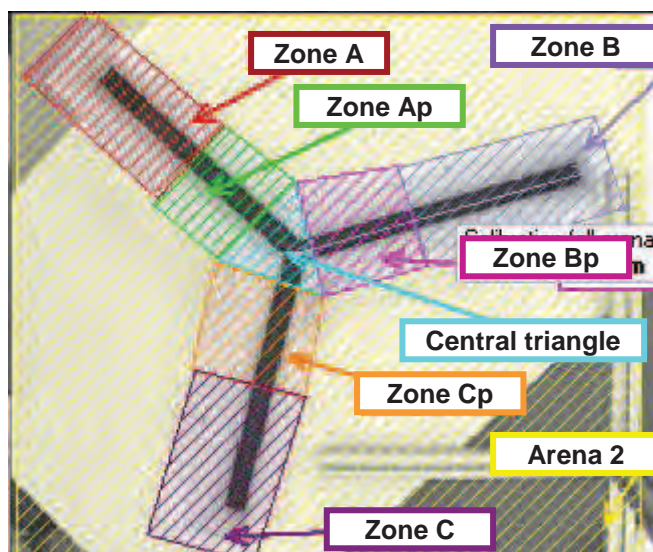 Zone A
Zone B
Zone Ap
Zone Bp
Central triangle
Zone Cp
Arena 2
Zone C